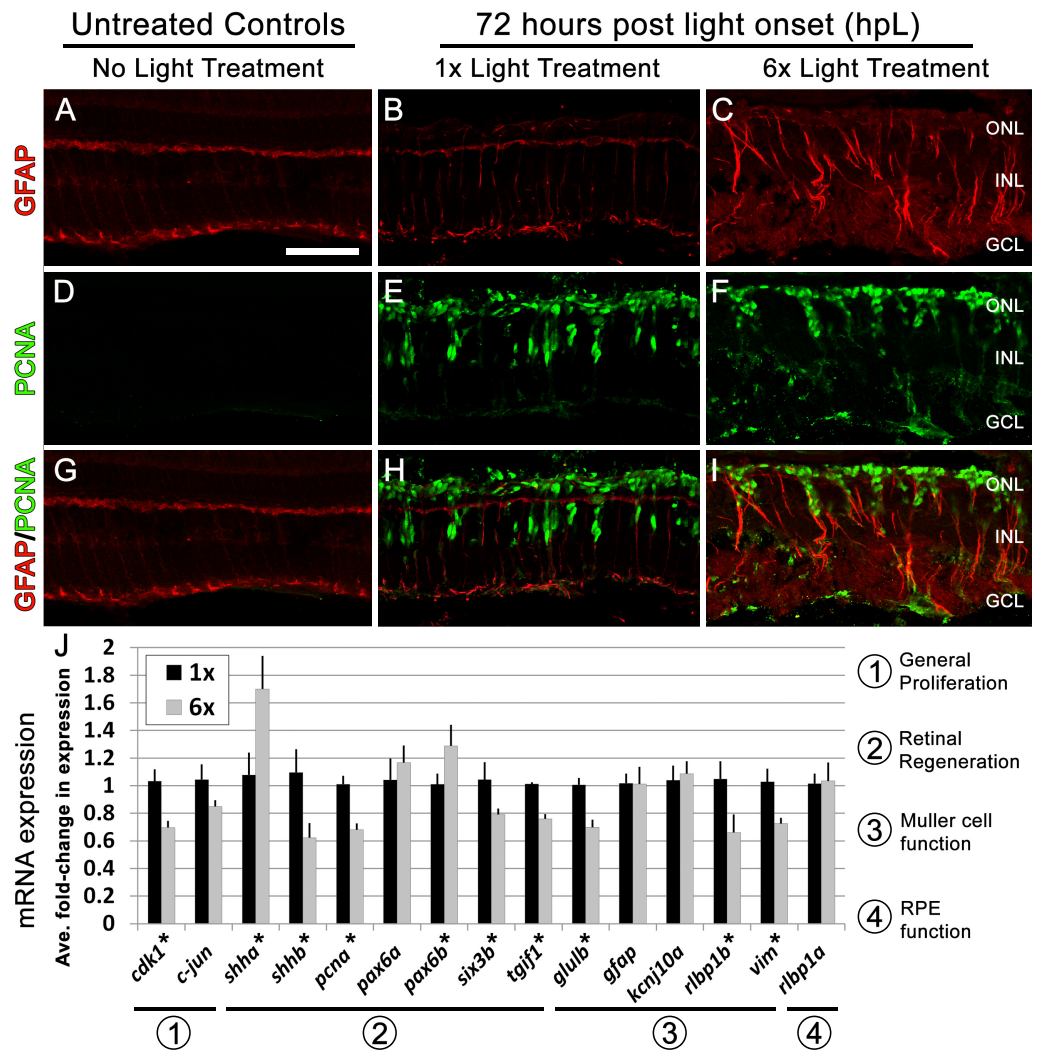 Untreated Controls
72 hours post light onset (hpL)
No Light Treatment
1x Light Treatment
6x Light Treatment
GFAP
A
B
C
ONL
INL
GCL
PCNA
D
E
F
ONL
INL
GCL
GFAP/PCNA
G
H
I
ONL
INL
GCL
J
mRNA expression
Ave. fold-change in expression
2
1.8
1.6
1.4
1.2
1
0.8
0.6
0.4
0.2
0
1x
6x
cdk1*
c-jun
shha*
shhb*
pcna*
pax6a
pax6b*
six3b*
tgif1*
glulb*
gfap
kcnj10a
rlbp1b*
vim*
rlbp1a
1
2
3
4
1 General
Proliferation
2 Retinal
Regeneration
3 Muller cell
function
4 RPE
function